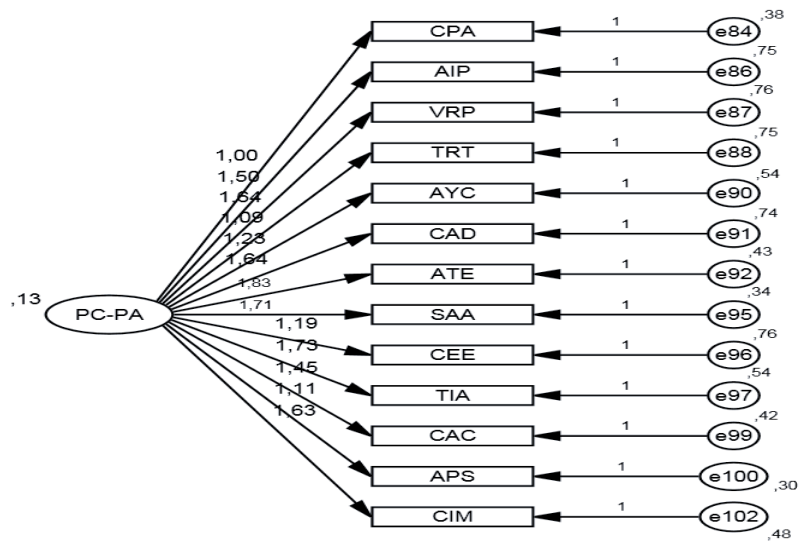 CPA 1 e84 ,38
AIP 1 e86 ,75
VRP 1 e87 ,76
TRT 1 e88 ,75
AYC 1 e90 ,54
CAD 1 e91 ,74
ATE 1 e92 ,43
SAA 1 e95 ,34
CEE 1 e96 ,76
TIA 1 e97 ,54
CAC 1 e99 ,42
APS 1 e100 ,30
CIM 1 e102 ,48
1,00
1,50
1,64
1,09
1,23
1,64
1,83
1,71
1,19
1,73
1,45
1,11
1,63
,13 PC-PA